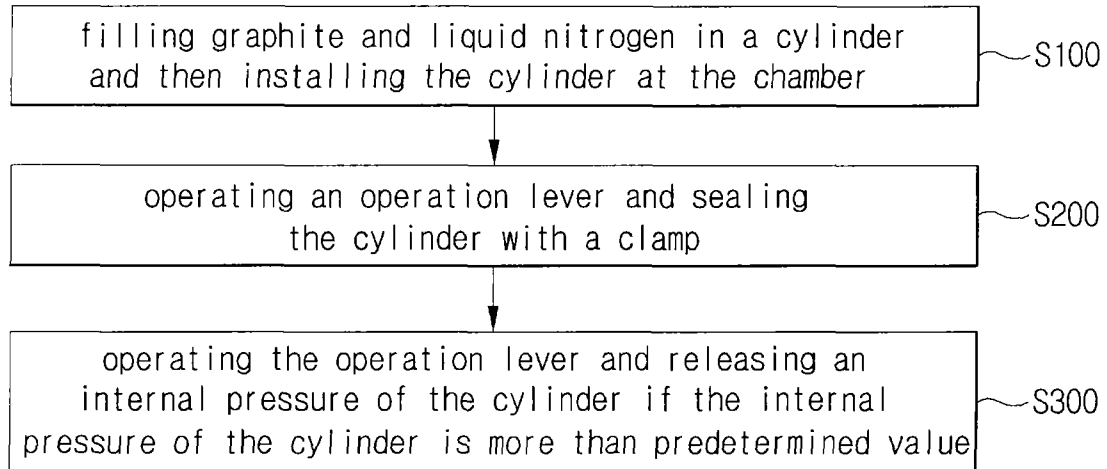 filling graphite and liquid nitrogen in a cylinder
and then installing the cylinder at the chamber
S100
operating an operation lever and sealing
the cylinder with a clamp
S200
operating the operation lever and releasing an
internal pressure of the cylinder if the internal
pressure of the cylinder is more than predetermined value
S300